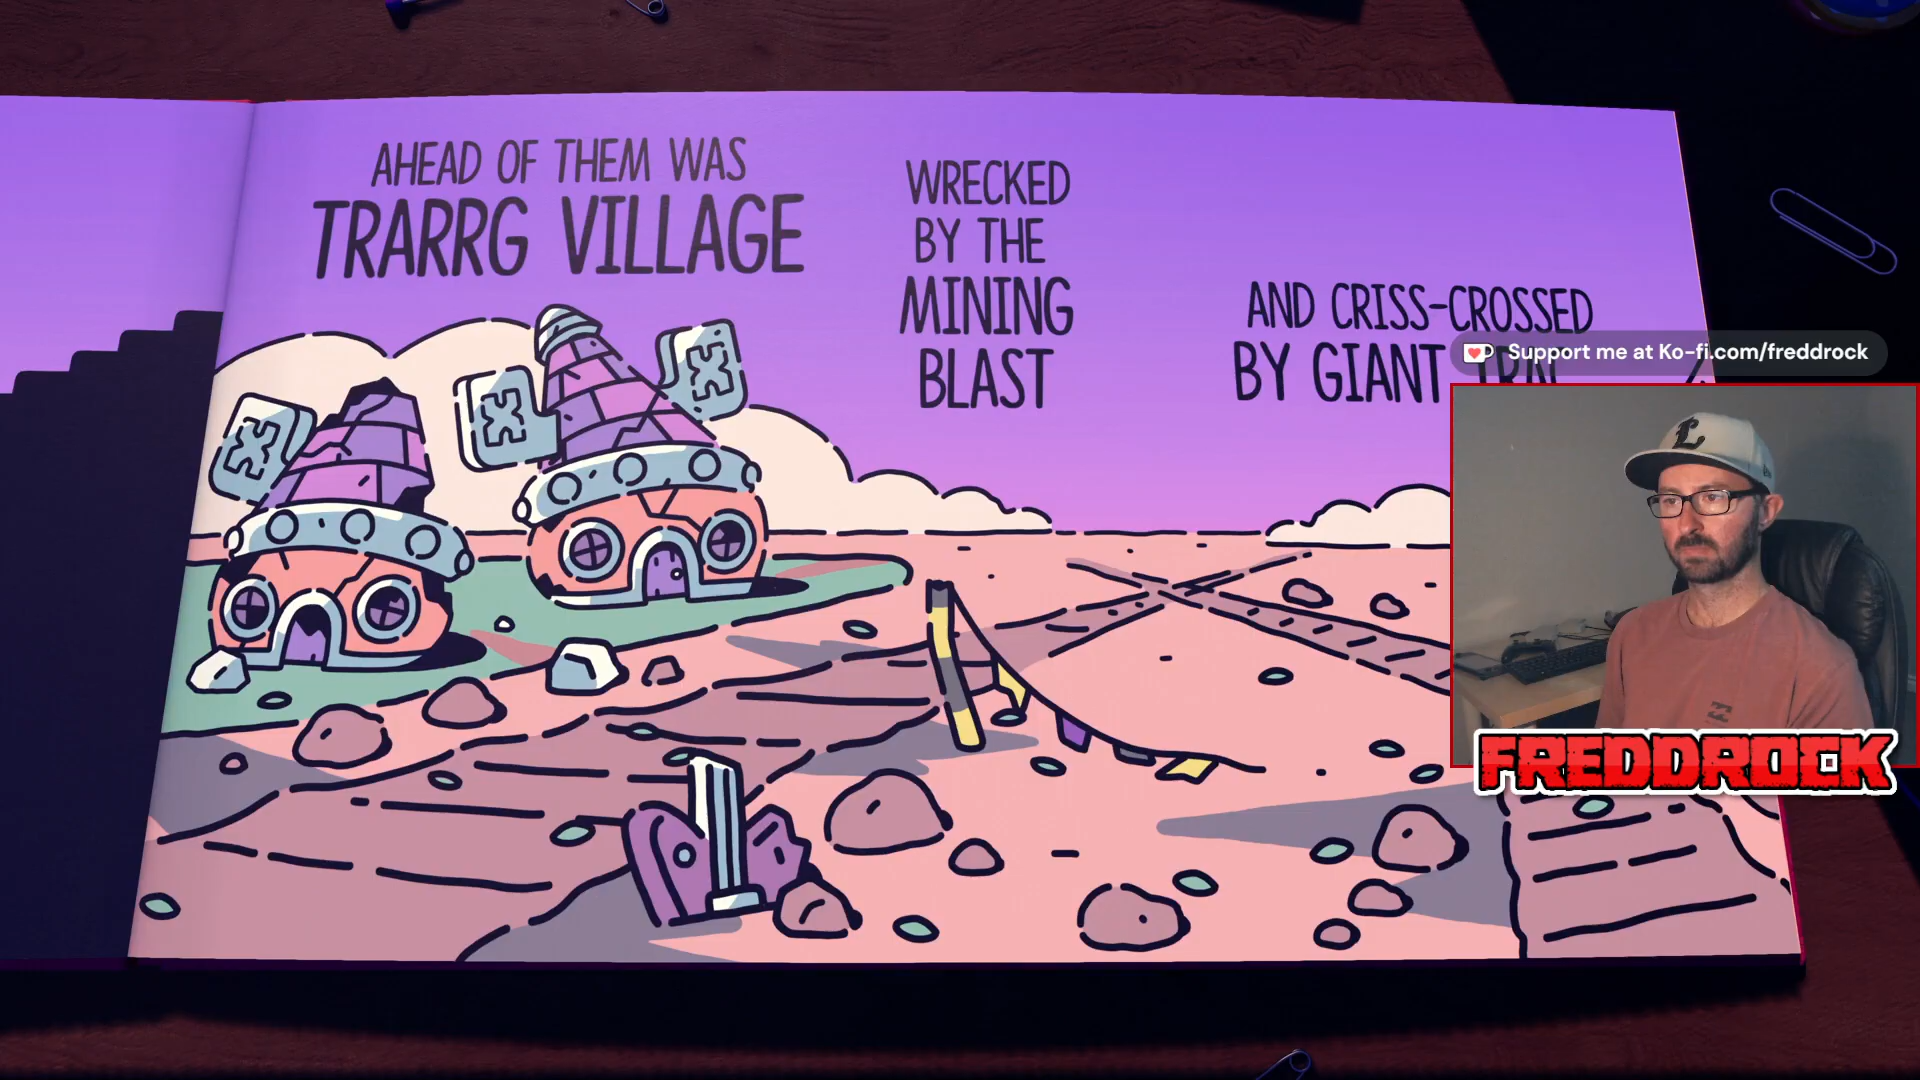 AHEAD OF THEM WAS
TRARRG VILLAGE
WRECKED
BY THE
MINING
BLAST
AND CRISS-CROSSED
BY GIANT
Support me at Ko-fi.com/freddrock
FREDDROCK